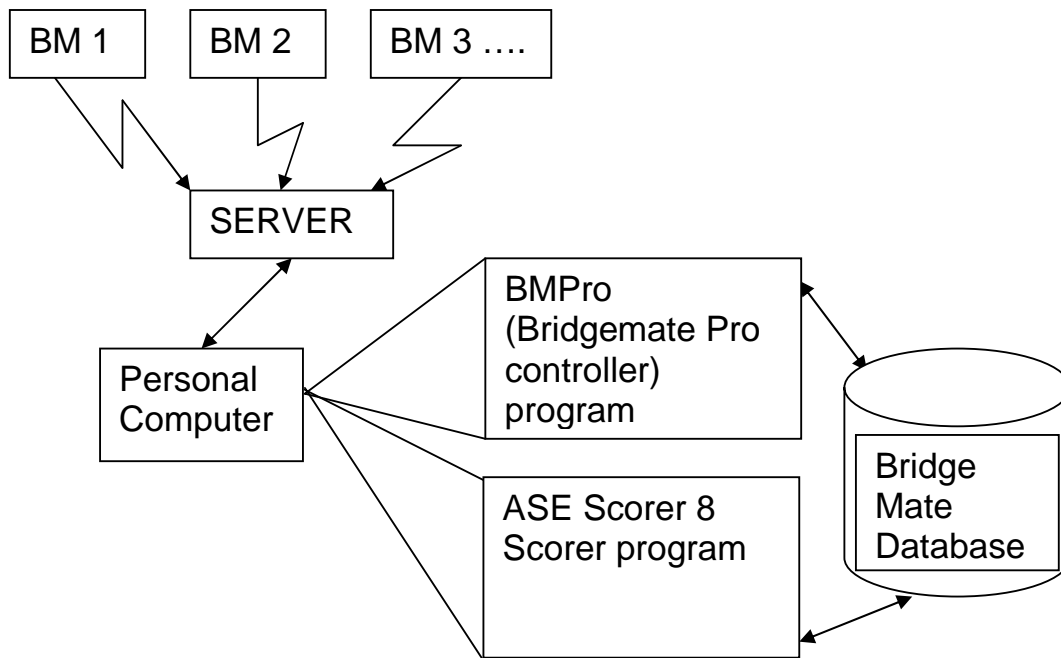 BM 1
BM 2
BM 3 ....
SERVER
Personal
Computer
BMPro
(Bridgemate Pro
controller)
program
ASE Scorer 8
Scorer program
Bridge
Mate
Database